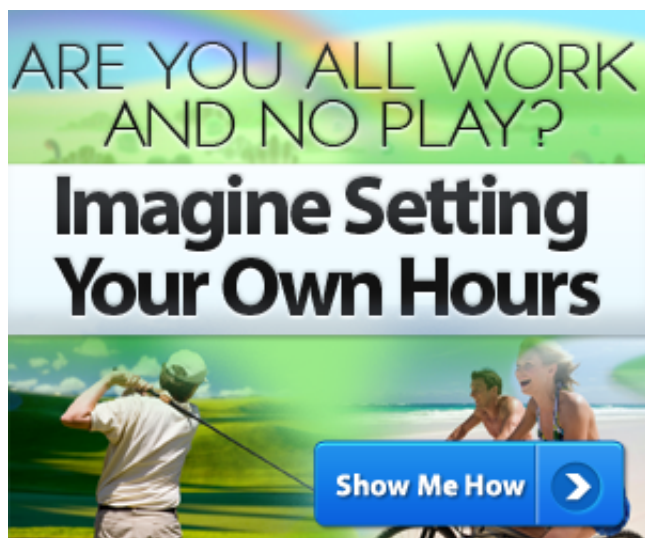 ARE YOU ALL WORK
AND NO PLAY?
Imagine Setting
Your Own Hours
Show Me How